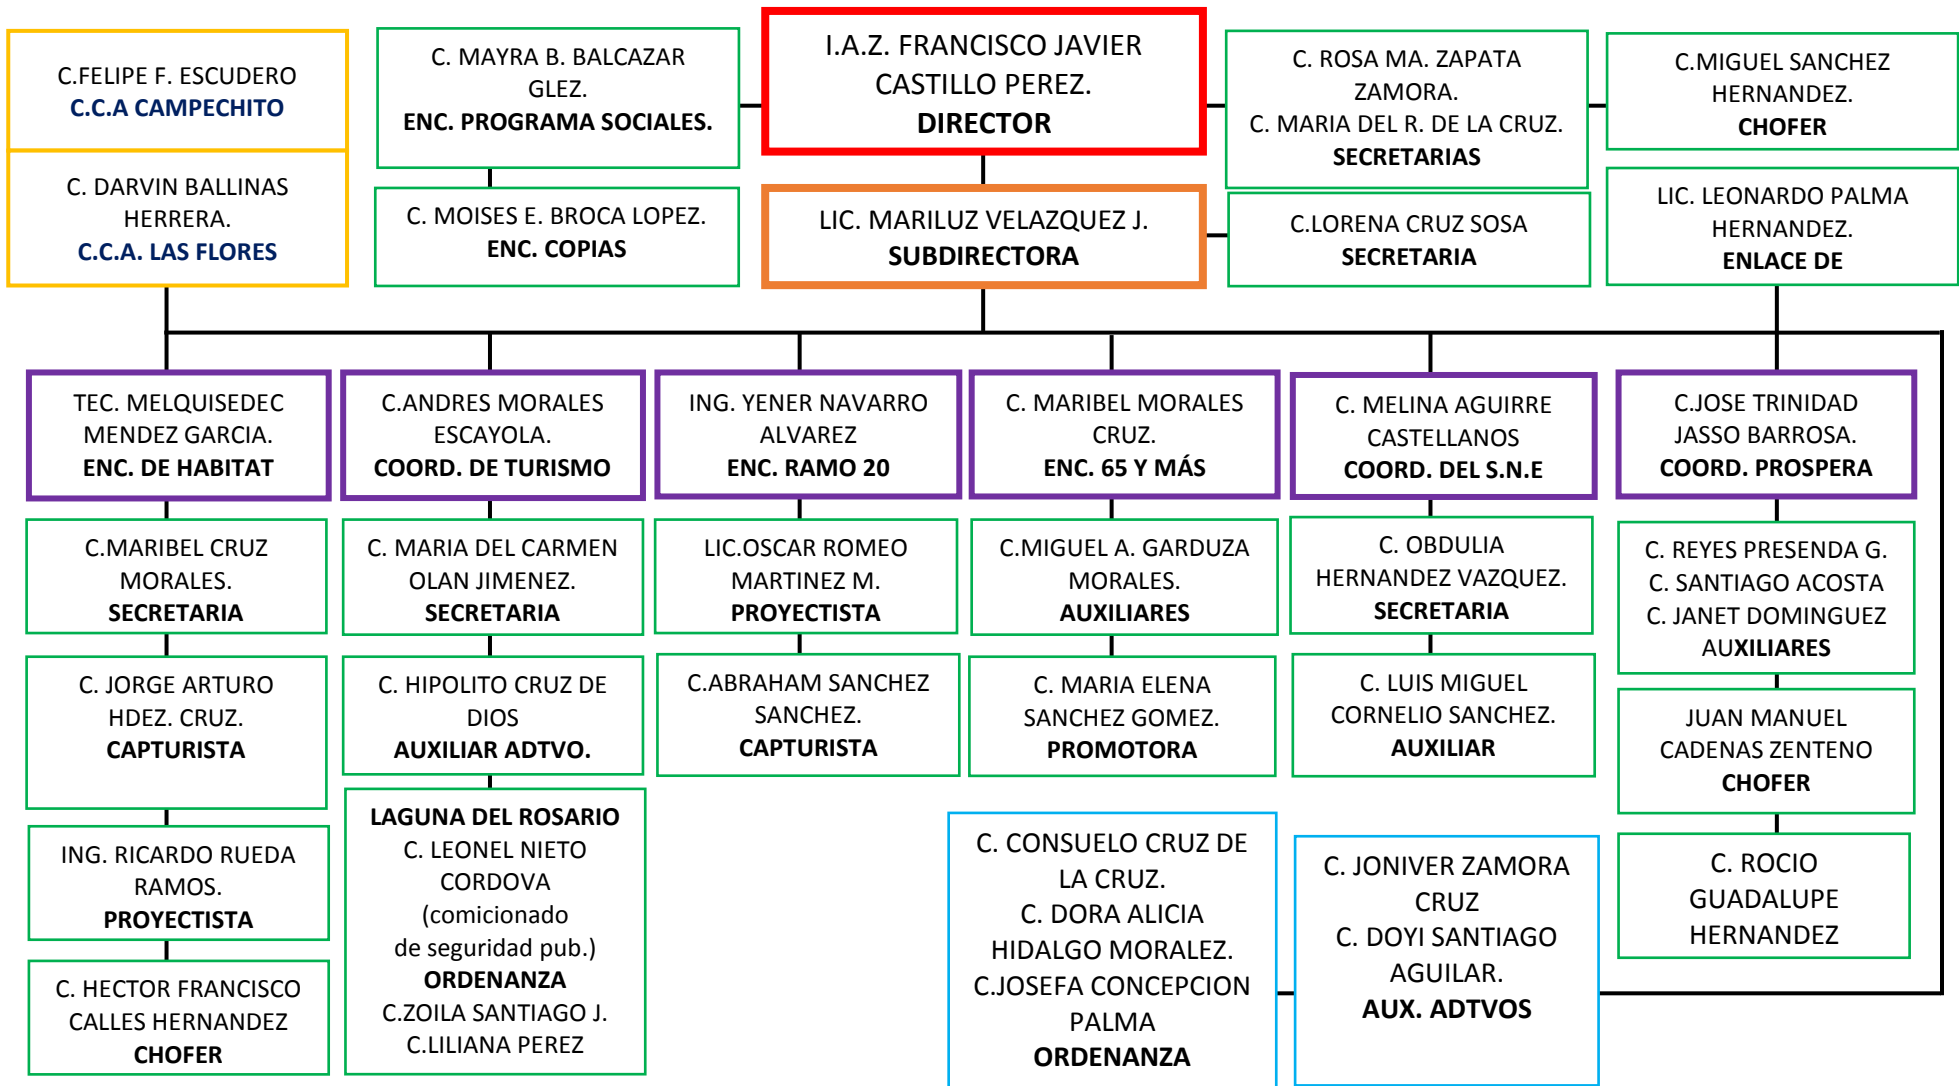 C.FELIPE F. ESCUDERO
C.C.A CAMPECHITO
C. DARVIN BALLINAS
HERRERA.
C.C.A. LAS FLORES
C. MAYRA B. BALCAZAR
GLEZ.
ENC. PROGRAMA SOCIALES.
C. MOISES E. BROCA LOPEZ.
ENC. COPIAS
I.A.Z. FRANCISCO JAVIER
CASTILLO PEREZ.
DIRECTOR
LIC. MARILUZ VELAZQUEZ J.
SUBDIRECTORA
C. ROSA MA. ZAPATA
ZAMORA.
C. MARIA DEL R. DE LA CRUZ.
SECRETARIAS
C.LORENA CRUZ SOSA
SECRETARIA
C.MIGUEL SANCHEZ
HERNANDEZ.
CHOFER
LIC. LEONARDO PALMA
HERNANDEZ.
ENLACE DE
TEC. MELQUISEDEC
MENDEZ GARCIA.
ENC. DE HABITAT
C.MARIBEL CRUZ
MORALES.
SECRETARIA
C. JORGE ARTURO
HDEZ. CRUZ.
CAPTURISTA
ING. RICARDO RUEDA
RAMOS.
PROYECTISTA
C. HECTOR FRANCISCO
CALLES HERNANDEZ
CHOFER
C.ANDRES MORALES
ESCAYOLA.
COORD. DE TURISMO
C. MARIA DEL CARMEN
OLAN JIMENEZ.
SECRETARIA
C. HIPOLITO CRUZ DE
DIOS
AUXILIAR ADTVO.
LAGUNA DEL ROSARIO
C. LEONEL NIETO
CORDOVA
(comicionado
de seguridad pub.)
ORDENANZA
C.ZOILA SANTIAGO J.
C.LILIANA PEREZ
ING. YENER NAVARRO
ALVAREZ
ENC. RAMO 20
LIC.OSCAR ROMEO
MARTINEZ M.
PROYECTISTA
C.ABRAHAM SANCHEZ
SANCHEZ.
CAPTURISTA
C. MARIBEL MORALES
CRUZ.
ENC. 65 Y MÁS
C.MIGUEL A. GARDUZA
MORALES.
AUXILIARES
C. MARIA ELENA
SANCHEZ GOMEZ.
PROMOTORA
C. MELINA AGUIRRE
CASTELLANOS
COORD. DEL S.N.E
C. OBDULIA
HERNANDEZ VAZQUEZ.
SECRETARIA
C. LUIS MIGUEL
CORNELIO SANCHEZ.
AUXILIAR
C.JOSE TRINIDAD
JASSO BARROSA.
COORD. PROSPERA
C. REYES PRESENDA G.
C. SANTIAGO ACOSTA
C. JANET DOMINGUEZ
AUXILIARES
JUAN MANUEL
CADENAS ZENTENO
CHOFER
C. ROCIO
GUADALUPE
HERNANDEZ
C. CONSUELO CRUZ DE
LA CRUZ.
C. DORA ALICIA
HIDALGO MORALEZ.
C.JOSEFA CONCEPCION
PALMA
ORDENANZA
C. JONIVER ZAMORA
CRUZ
C. DOYI SANTIAGO
AGUILAR.
AUX. ADTVOS